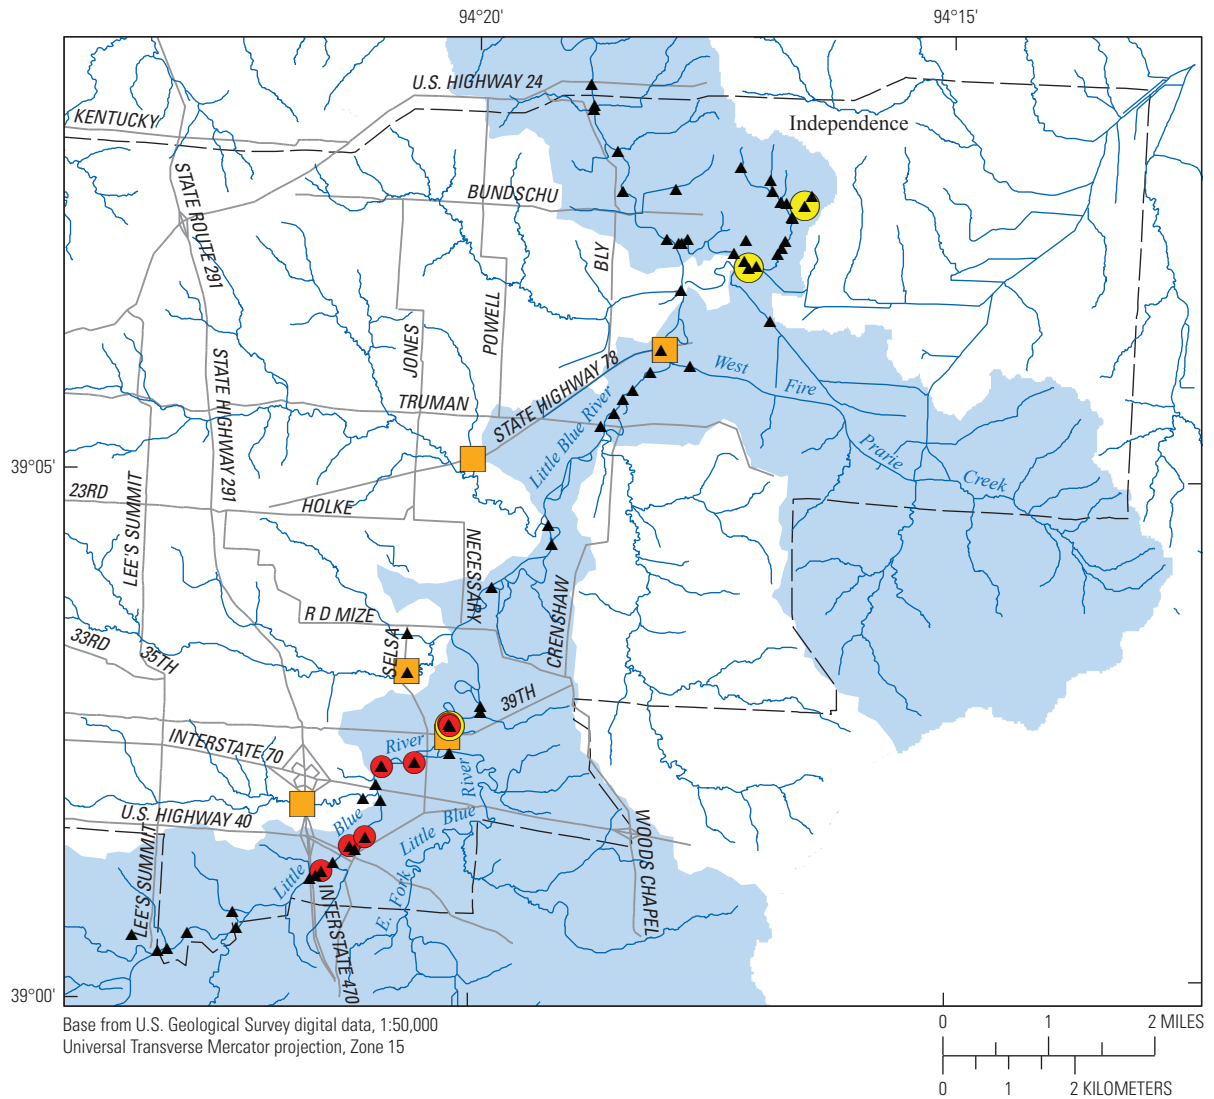 94°20'
94°15'
U.S. HIGHWAY 24
KENTUCKY
Independence
STATE ROUTE 291
BUNDSCHU
BLY
POWELL
JONES
STATE HIGHWAY 291
STATE HIGHWAY 78
West
Fire
TRUMAN
Little Blue River
Prarie
Creek
39°05'
23RD
LEE'S SUMMIT
HOLKE
NECESSARY
CRENSHAW
R D MIZE
33RD
35TH
SELSA
39TH
INTERSTATE 70
River
River
U.S. HIGHWAY 40
Blue
Little Blue
WOODS CHAPEL
LEE'S SUMMIT
Little
E. Fork
INTERSTATE 470
39°00'
Base from U.S. Geological Survey digital data, 1:50,000
Universal Transverse Mercator projection, Zone 15
0 1 2 MILES
0 1 2 KILOMETERS